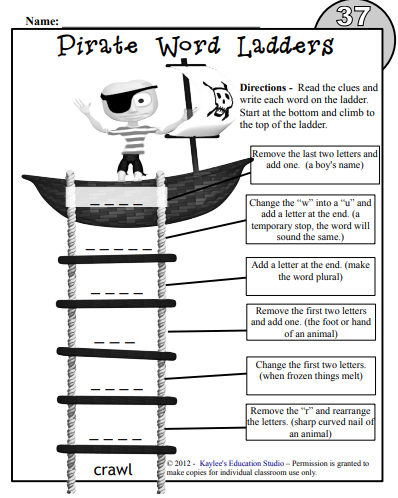 37
Name:
Pirate Word Ladders
Directions - Read the clues and
write each word on the ladder.
Start at the bottom and climb to
the top of the ladder.
Remove the last two letters and
add one. (a boy's name)
_ _ _ _
Change the "w" into a "u" and
add a letter at the end. (a
temporary stop, the word will
sound the same.)
_ _ _ _ _
Add a letter at the end. (make
the word plural)
_ _ _ _
Remove the first two letters
and add one. (the foot or hand
of an animal)
_ _ _
Change the first two letters.
(when frozen things melt)
_ _ _ _
Remove the "r" and rearrange
the letters. (sharp curved nail of
an animal)
_ _ _ _
crawl
© 2012 - Kaylee's Education Studio – Permission is granted to
make copies for individual classroom use only.